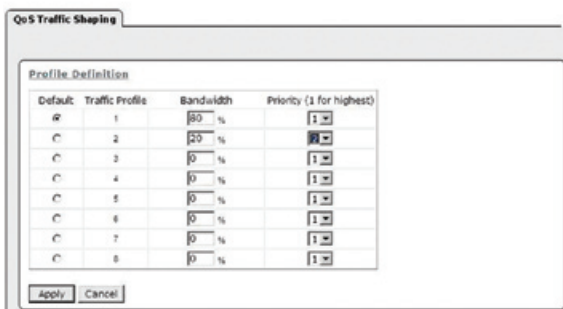 QoS Traffic Shaping
Profile Definition
Default Traffic Profile Bandwidth Priority (1 for highest)
1 80 % 1
2 20 % 2
3 0 % 1
4 0 % 1
5 0 % 1
6 0 % 1
7 0 % 1
8 0 % 1
Apply Cancel